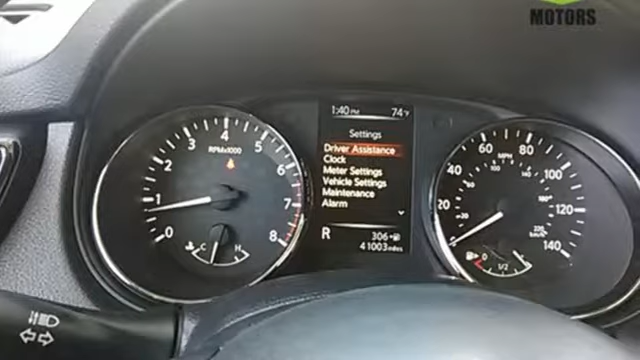 MOTORS
1:40 PM 74°F
Settings
Driver Assistance
Clock
Meter Settings
Vehicle Settings
Maintenance
Alarm
R 306
41003 miles
RPMx1000
0 1 2 3 4 5 6 7 8
C H
MPH
20 40 60 80 100 120 140
km/h
0 1/2